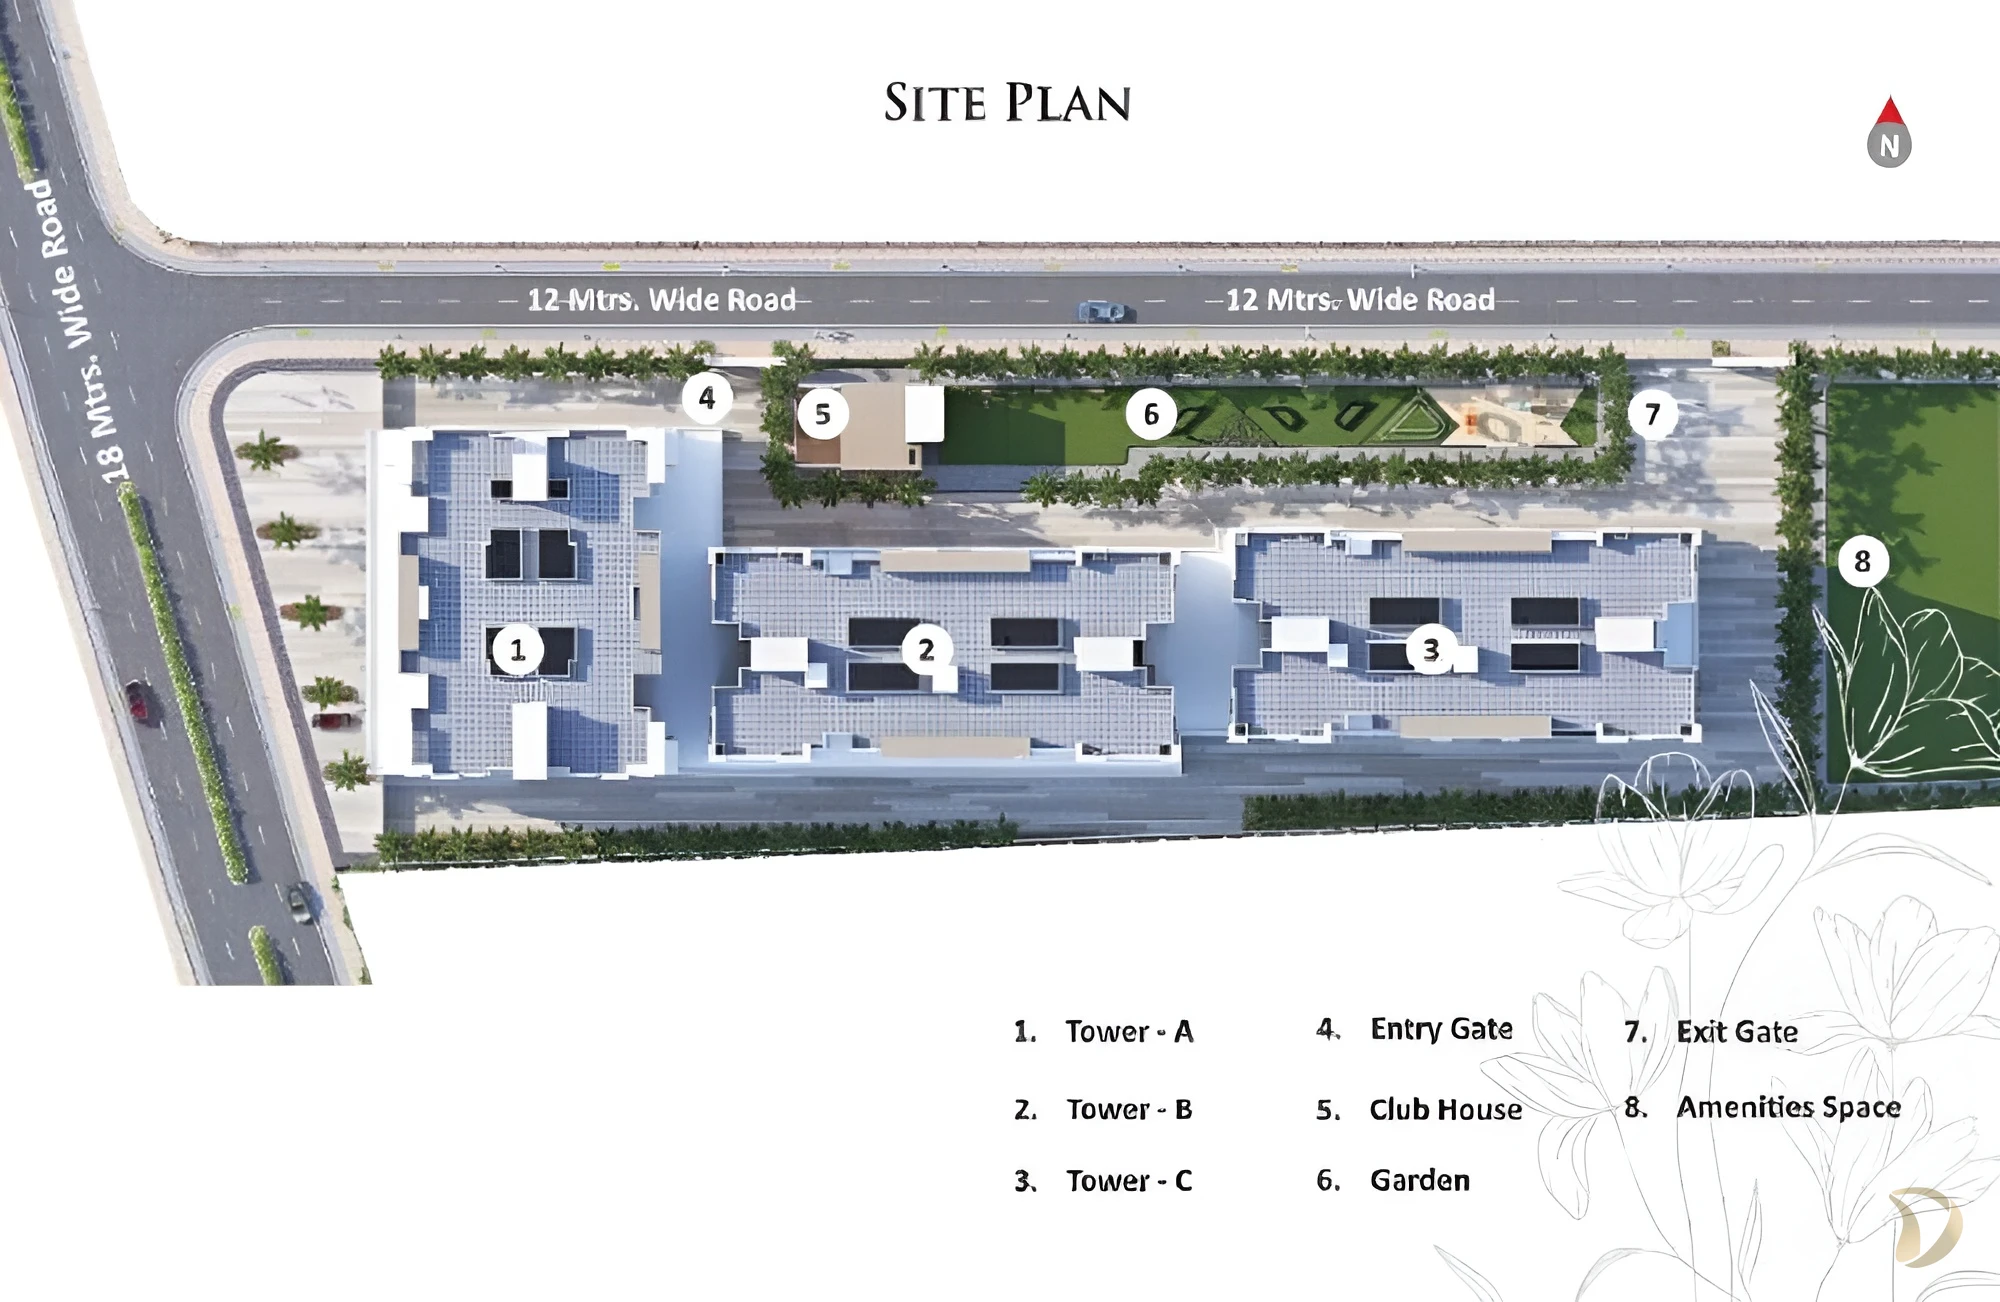 SITE PLAN
N
18 Mtrs. Wide Road
12 Mtrs. Wide Road
12 Mtrs. Wide Road
4
5
6
7
8
1
2
3
1. Tower - A
2. Tower - B
3. Tower - C
4. Entry Gate
5. Club House
6. Garden
7. Exit Gate
8. Amenities Space